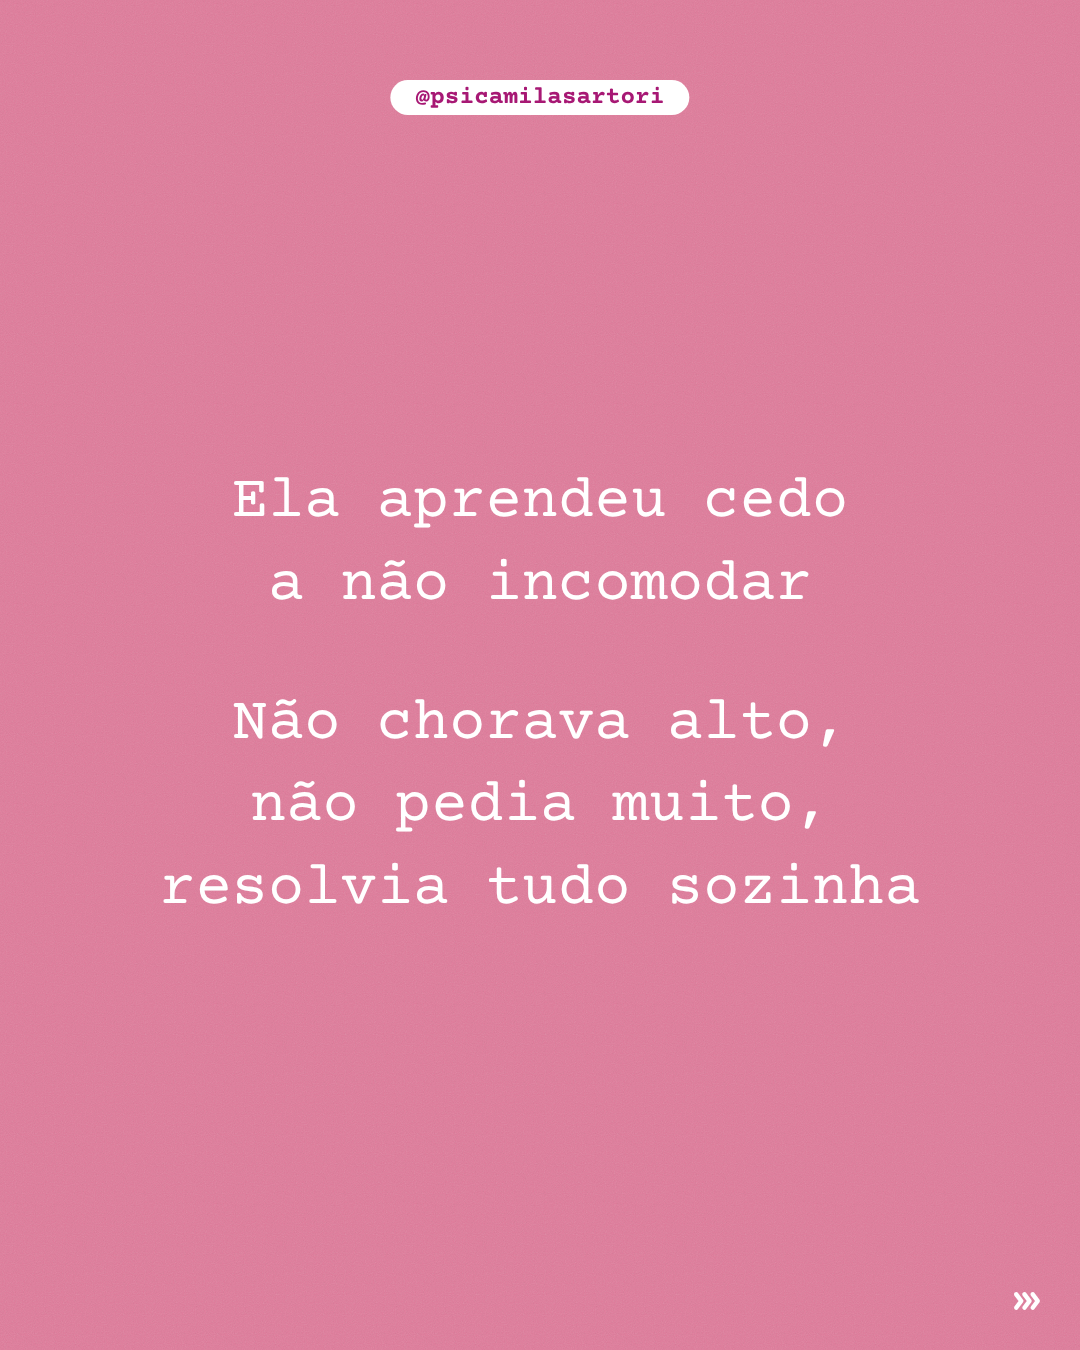 @psicamilasartori
Ela aprendeu cedo
a não incomodar
Não chorava alto,
não pedia muito,
resolvia tudo sozinha